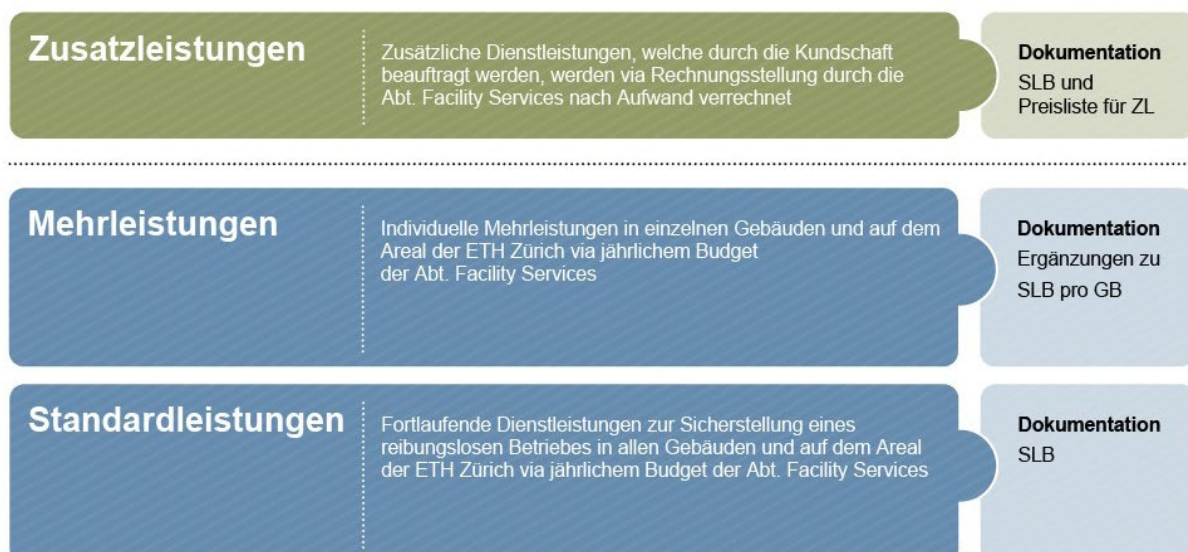 Zusatzleistungen
Zusätzliche Dienstleistungen, welche durch die Kundschaft
beauftragt werden, werden via Rechnungsstellung durch die
Abt. Facility Services nach Aufwand verrechnet
Dokumentation
SLB und
Preisliste für ZL
Mehrleistungen
Individuelle Mehrleistungen in einzelnen Gebäuden und auf dem
Areal der ETH Zürich via jährlichem Budget
der Abt. Facility Services
Dokumentation
Ergänzungen zu
SLB pro GB
Standardleistungen
Fortlaufende Dienstleistungen zur Sicherstellung eines
reibungslosen Betriebes in allen Gebäuden und auf dem Areal
der ETH Zürich via jährlichem Budget der Abt. Facility Services
Dokumentation
SLB